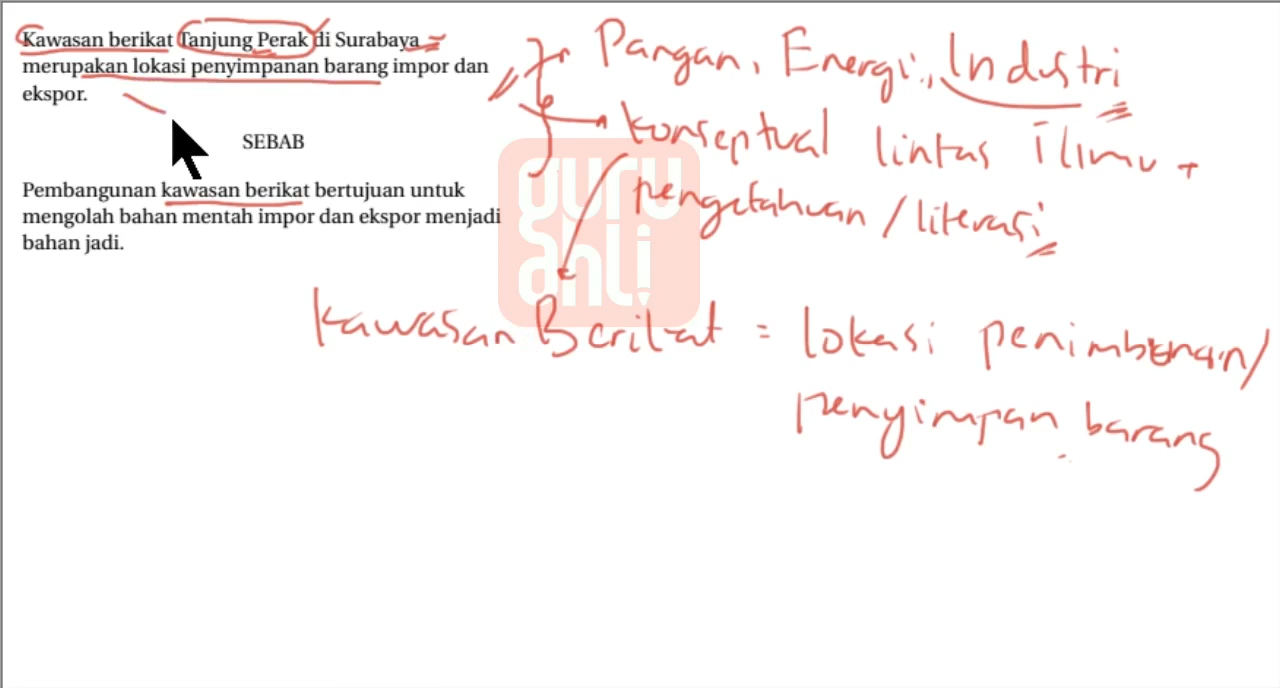 Kawasan berikat Tanjung Perak di Surabaya
merupakan lokasi penyimpanan barang impor dan
ekspor.
SEBAB
Pembangunan kawasan berikat bertujuan untuk
mengolah bahan mentah impor dan ekspor menjadi
bahan jadi.
Pangan, Energi, Industri
konseptual lintas ilmu +
pengetahuan / literasi
guru
ahli
Kawasan Berikat = lokasi penimbunan/
penyimpan barang